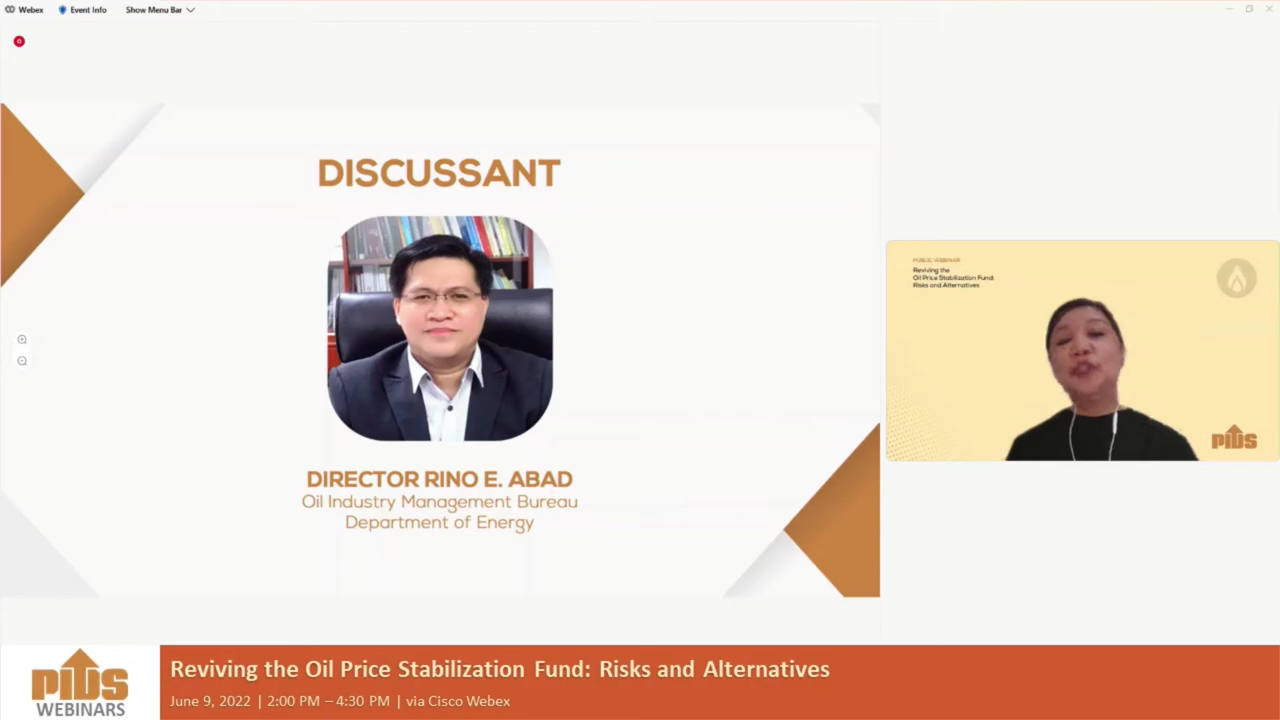 Webex
Event Info
Show Menu Bar
DISCUSSANT
DIRECTOR RINO E. ABAD
Oil Industry Management Bureau
Department of Energy
PUBLIC WEBINAR
Reviving the
Oil Price Stabilization Fund:
Risks and Alternatives
PIDS
PIDS
WEBINARS
Reviving the Oil Price Stabilization Fund: Risks and Alternatives
June 9, 2022 | 2:00 PM – 4:30 PM | via Cisco Webex